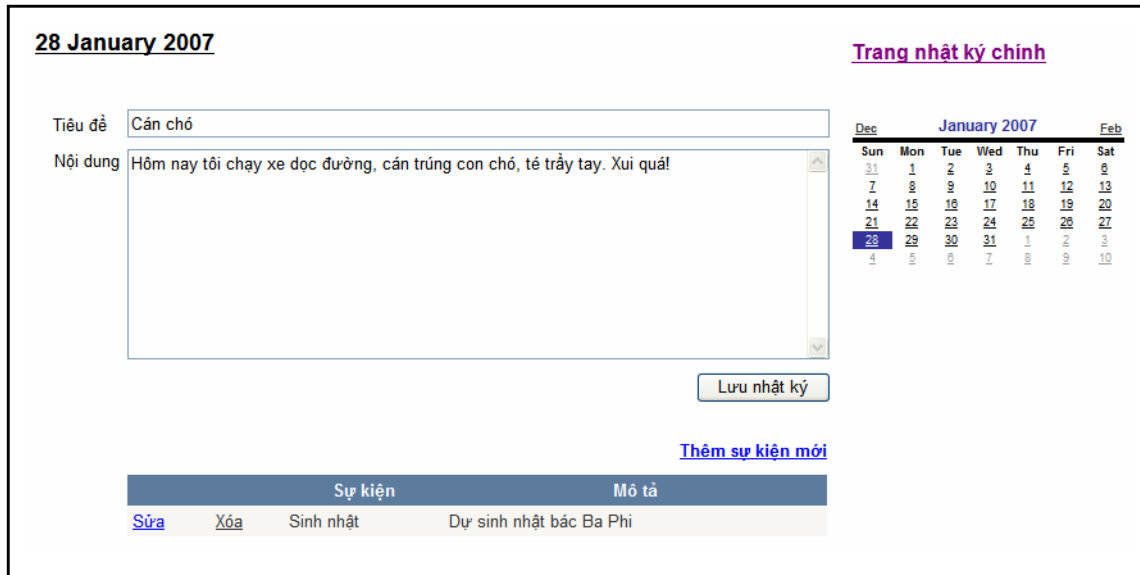 28 January 2007
Trang nhật ký chính
Tiêu đề Cán chó
Nội dung Hôm nay tôi chạy xe dọc đường, cán trúng con chó, té trầy tay. Xui quá!
Dec January 2007 Feb
Sun Mon Tue Wed Thu Fri Sat
31 1 2 3 4 5 6
7 8 9 10 11 12 13
14 15 16 17 18 19 20
21 22 23 24 25 26 27
28 29 30 31 1 2 3
4 5 6 7 8 9 10
Lưu nhật ký
Thêm sự kiện mới
Sự kiện Mô tả
Sửa Xóa Sinh nhật Dự sinh nhật bác Ba Phi